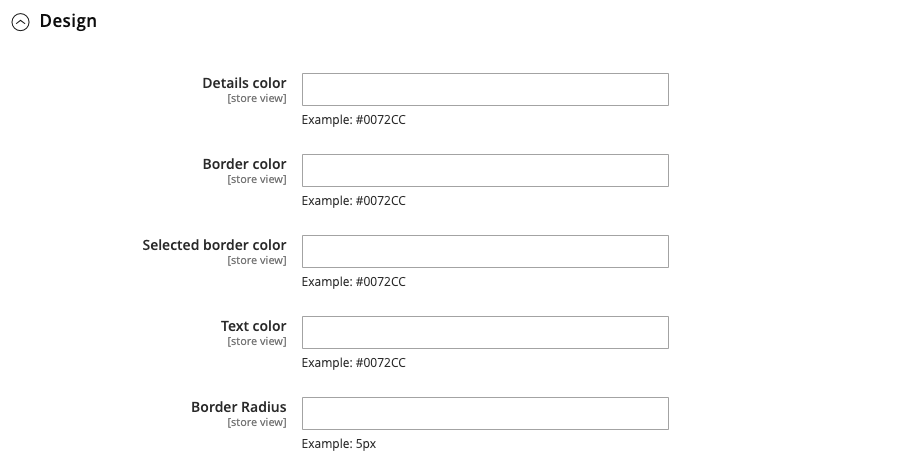 Design
Details color
[store view]
Example: #0072CC
Border color
[store view]
Example: #0072CC
Selected border color
[store view]
Example: #0072CC
Text color
[store view]
Example: #0072CC
Border Radius
[store view]
Example: 5px